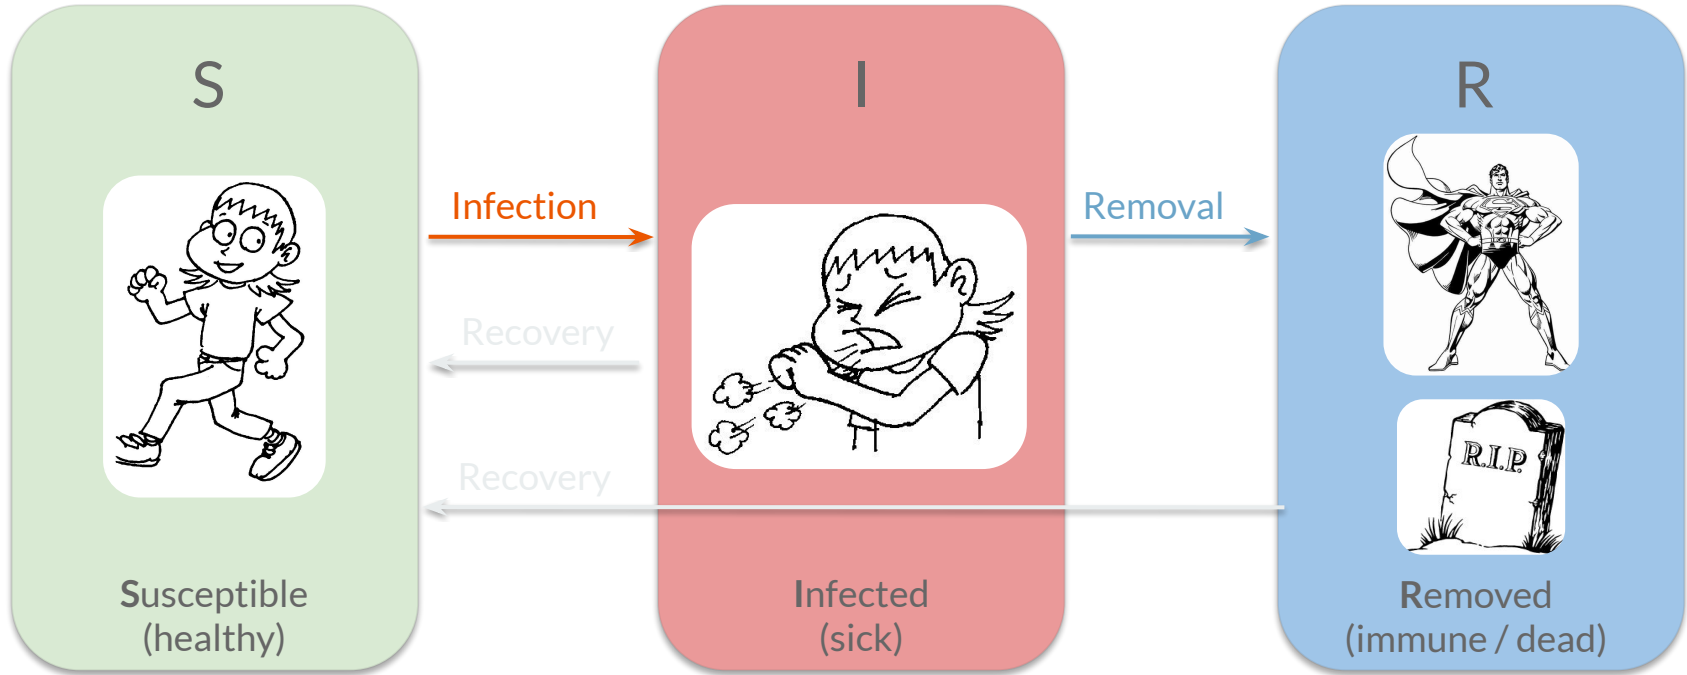 S
I
R
Infection
Removal
Recovery
Recovery
R.I.P.
Susceptible
(healthy)
Infected
(sick)
Removed
(immune / dead)